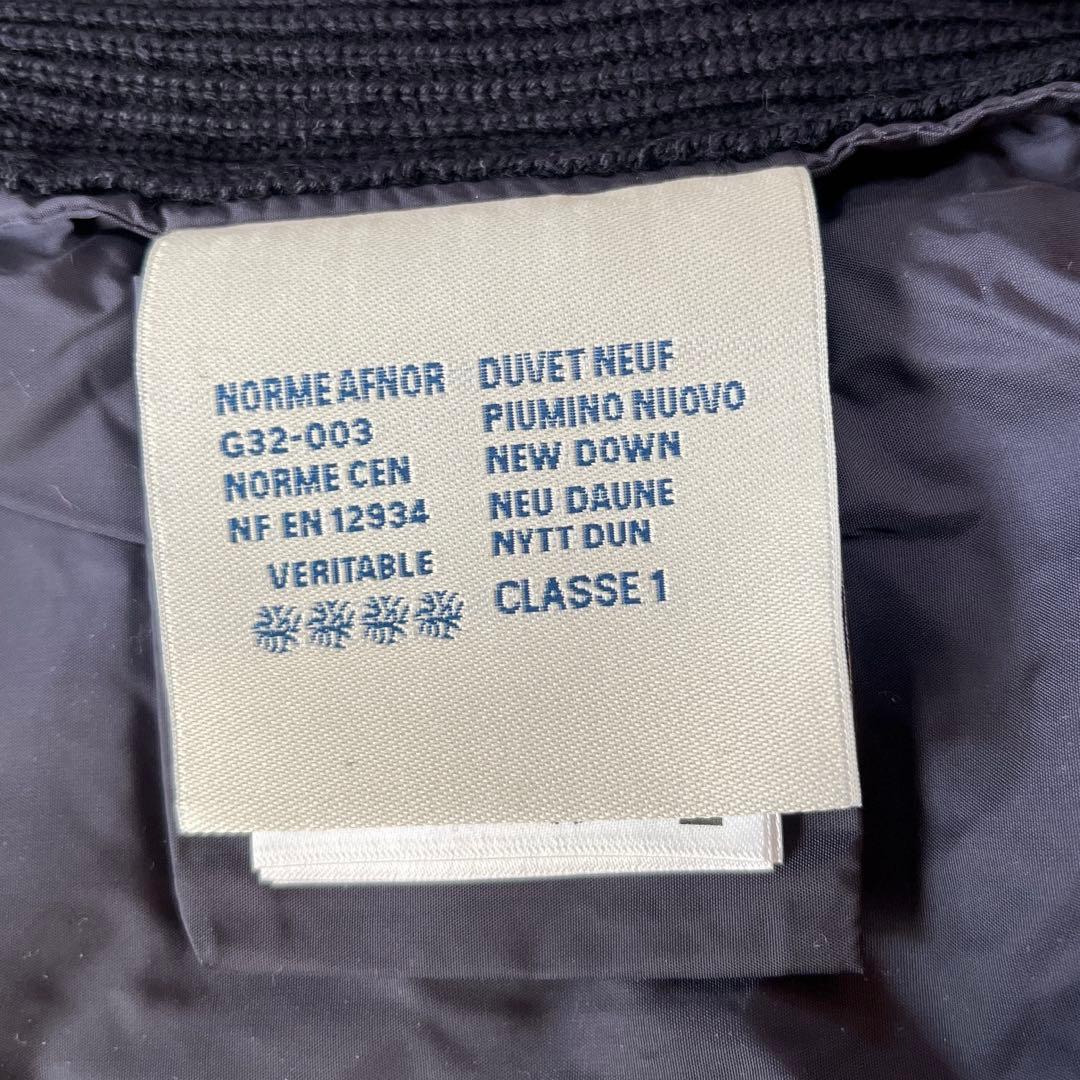 NORME AFNOR
G32-003
NORME CEN
NF EN 12934
VERITABLE
DUVET NEUF
PIUMINO NUOVO
NEW DOWN
NEU DAUNE
NYTT DUN
CLASSE 1